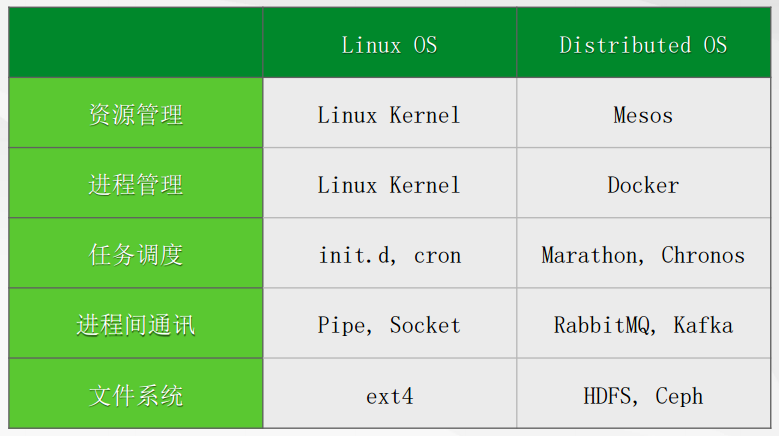 Linux OS Distributed OS
资源管理 Linux Kernel Mesos
进程管理 Linux Kernel Docker
任务调度 init.d, cron Marathon, Chronos
进程间通讯 Pipe, Socket RabbitMQ, Kafka
文件系统 ext4 HDFS, Ceph